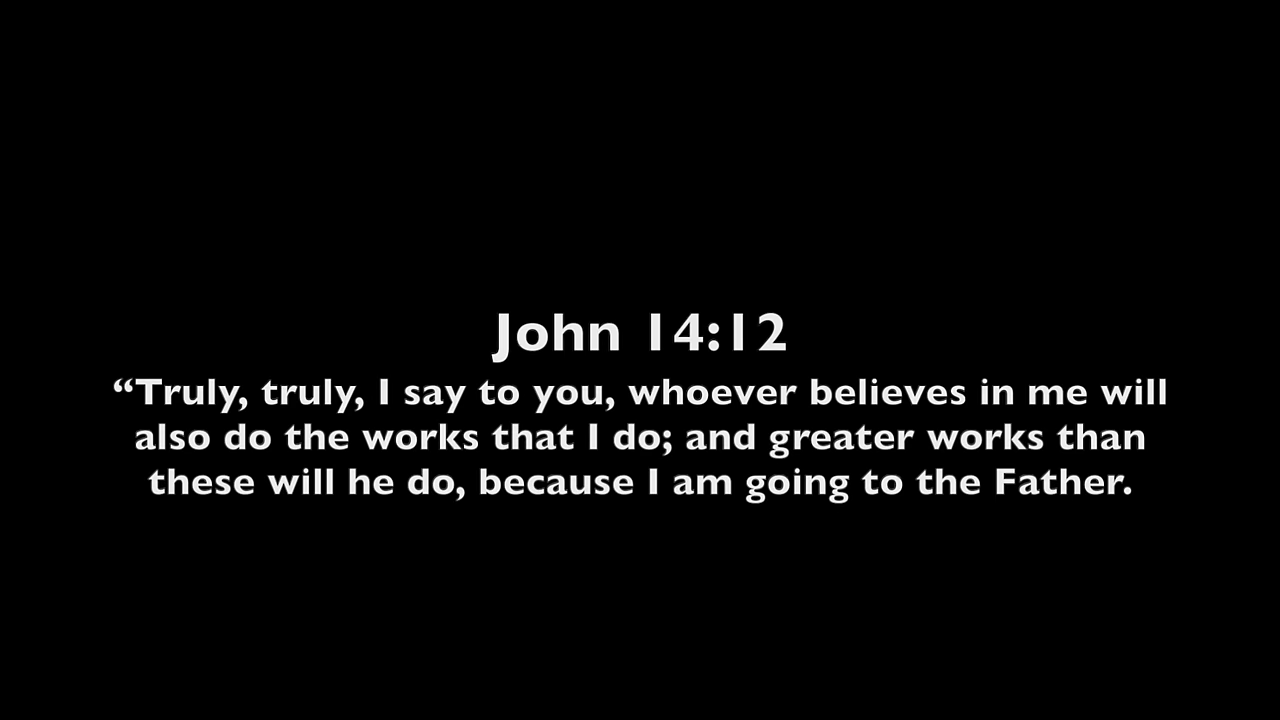 John 14:12
“Truly, truly, I say to you, whoever believes in me will
also do the works that I do; and greater works than
these will he do, because I am going to the Father.